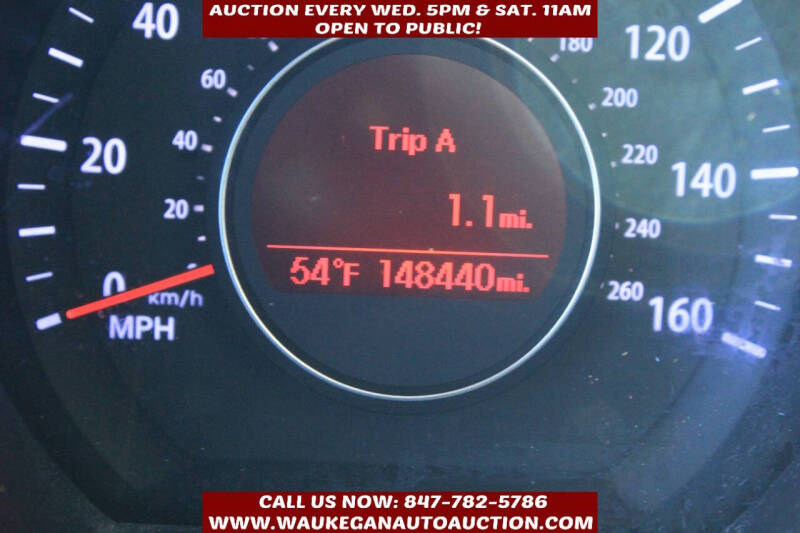 AUCTION EVERY WED. 5PM & SAT. 11AM
OPEN TO PUBLIC!
40 180 120
60 200
Trip A
20 40 220 140
1.1mi.
20 240
54°F 148440mi.
0 km/h 260 160
MPH
CALL US NOW: 847-782-5786
WWW.WAUKEGANAUTOAUCTION.COM